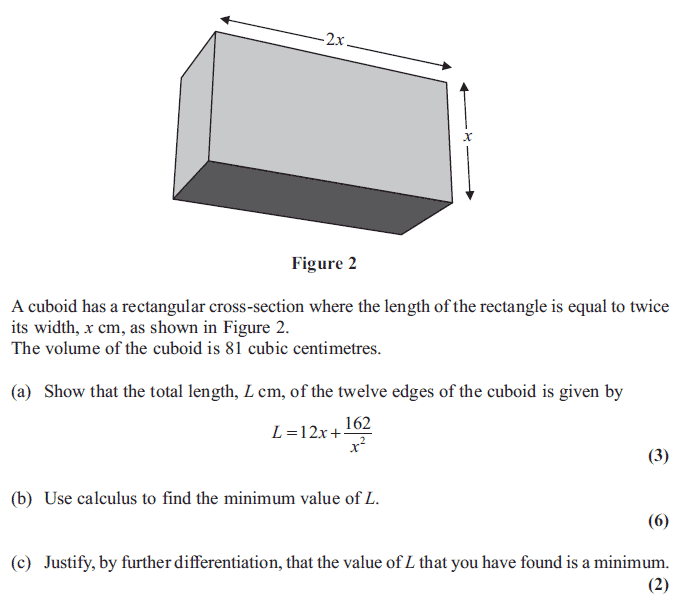 2x
x
Figure 2
A cuboid has a rectangular cross-section where the length of the rectangle is equal to twice
its width, x cm, as shown in Figure 2.
The volume of the cuboid is 81 cubic centimetres.
(a) Show that the total length, L cm, of the twelve edges of the cuboid is given by
L = 12x + 162/x²
(3)
(b) Use calculus to find the minimum value of L.
(6)
(c) Justify, by further differentiation, that the value of L that you have found is a minimum.
(2)